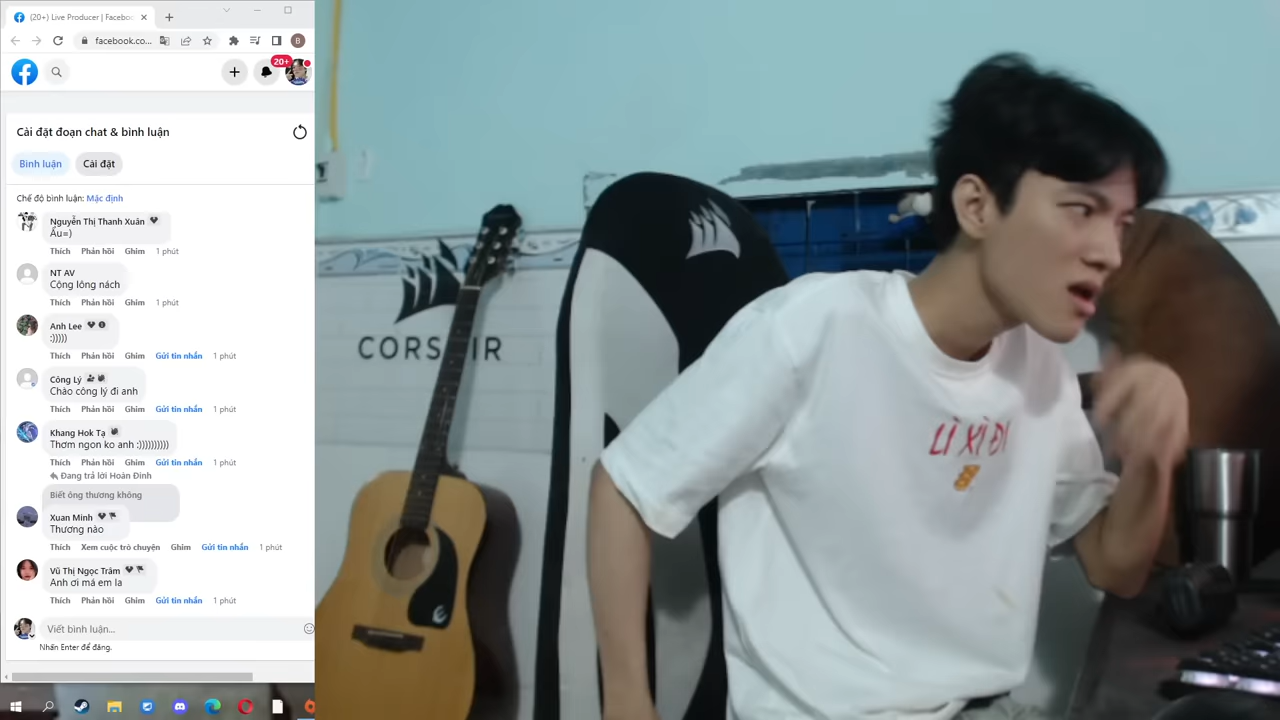 (20+) Live Producer | Facebo
facebook.co...
B
20+
Cài đặt đoạn chat & bình luận
Bình luận
Cài đặt
Chế độ bình luận: Mặc định
Nguyễn Thị Thanh Xuân
Ấu=)
Thích Phản hồi Ghim 1 phút
NT AV
Cộng lông nách
Thích Phản hồi Ghim 1 phút
Anh Lee
:)))))
Thích Phản hồi Ghim Gửi tin nhắn 1 phút
Công Lý
Chào công lý đi anh
Thích Phản hồi Ghim Gửi tin nhắn 1 phút
Khang Hok Tạ
Thơm ngon ko anh :))))))))))
Thích Phản hồi Ghim Gửi tin nhắn 1 phút
Đang trả lời Hoàn Đinh
Biết ông thương không
Xuan Minh
Thương nào
Thích Xem cuộc trò chuyện Ghim Gửi tin nhắn 1 phút
Vũ Thị Ngọc Trâm
Anh ơi má em la
Thích Phản hồi Ghim Gửi tin nhắn 1 phút
Viết bình luận...
Nhấn Enter để đăng.
CORSAIR
LÌ XÌ ĐI